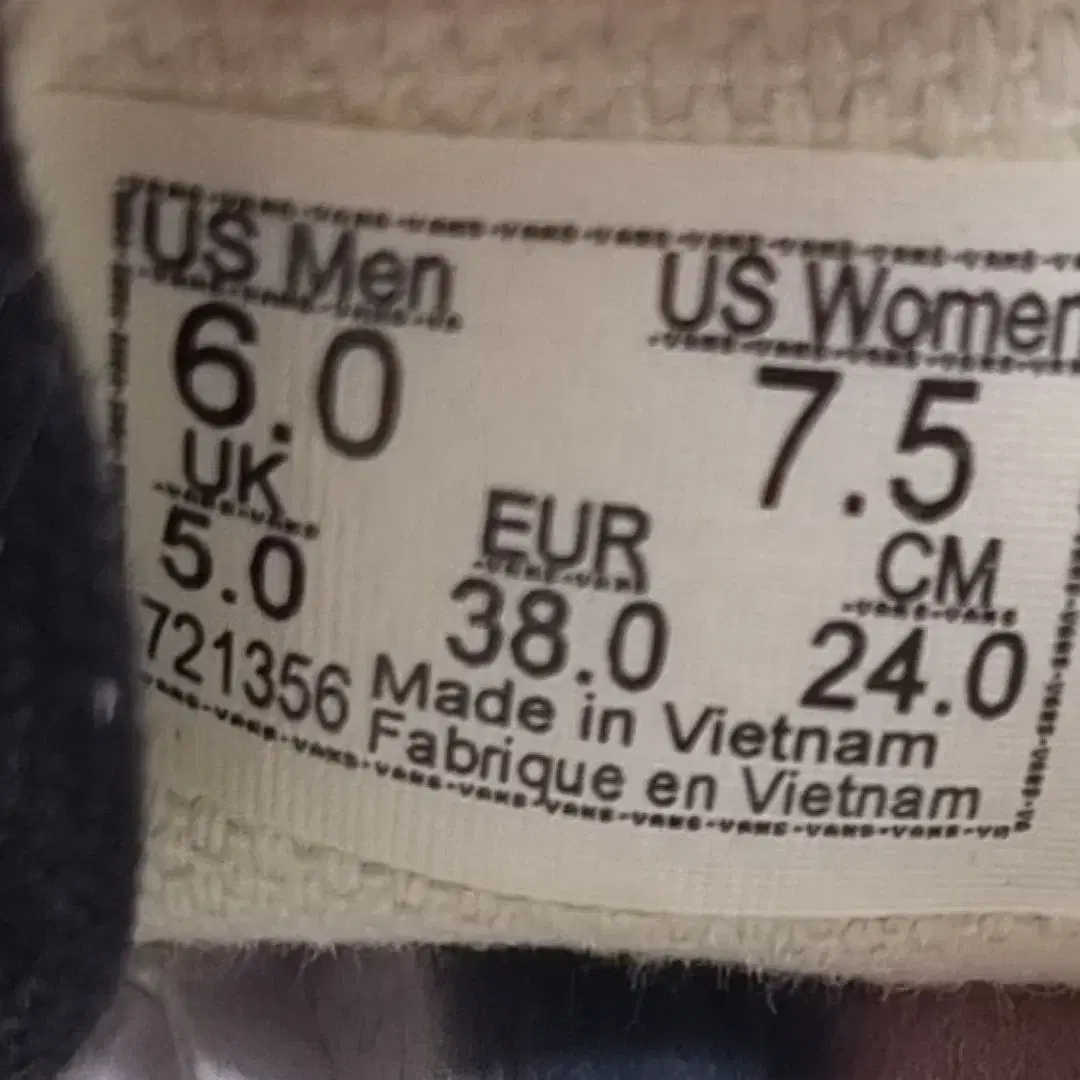 US Men US Women
6.0 7.5
UK EUR CM
5.0 38.0 24.0
721356 Made in Vietnam
Fabrique en Vietnam